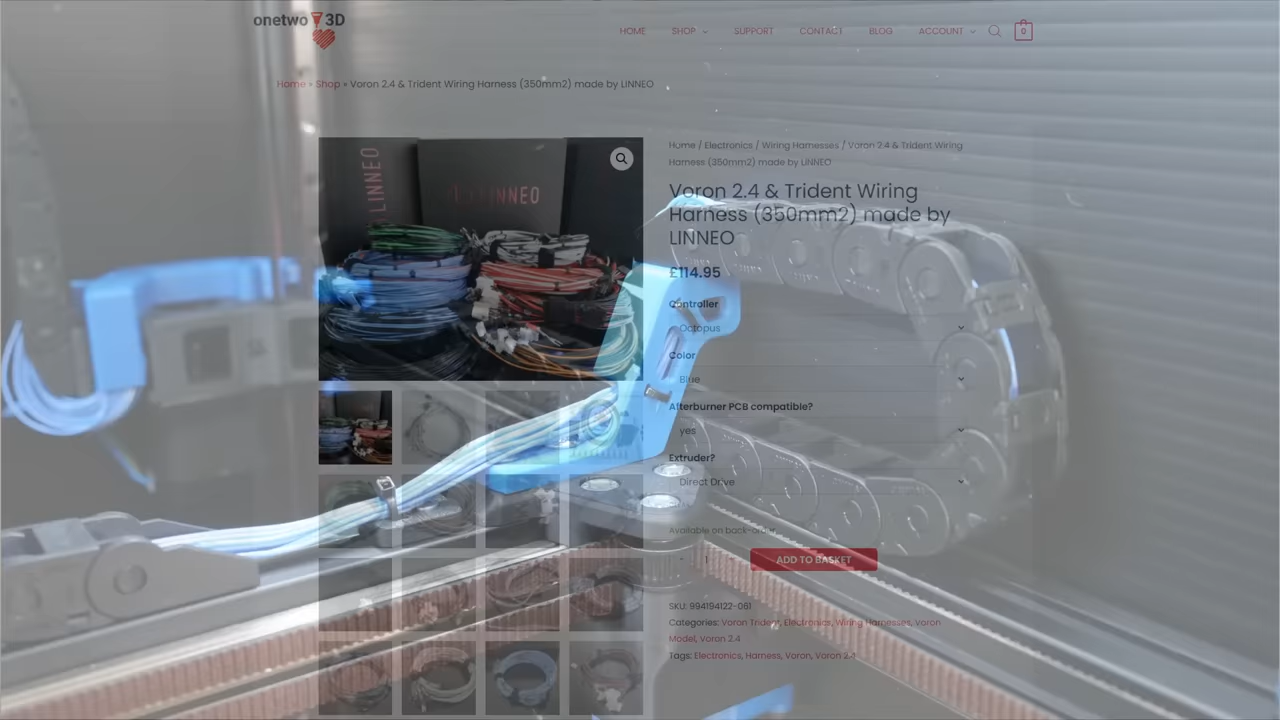 onetwo 3D
HOME SHOP SUPPORT CONTACT BLOG ACCOUNT 0
Home » Shop » Voron 2.4 & Trident Wiring Harness (350mm2) made by LINNEO
LINNEO
LINNEO
Home / Electronics / Wiring Harnesses / Voron 2.4 & Trident Wiring
Harness (350mm2) made by LINNEO
Voron 2.4 & Trident Wiring
Harness (350mm2) made by
LINNEO
£114.95
Controller
Octopus
Color
Blue
Afterburner PCB compatible?
yes
Extruder?
Direct Drive
Available on back-order
- 1
ADD TO BASKET
SKU: 994194122-061
Categories: Voron Trident, Electronics, Wiring Harnesses, Voron
Model, Voron 2.4
Tags: Electronics, Harness, Voron, Voron 2.4